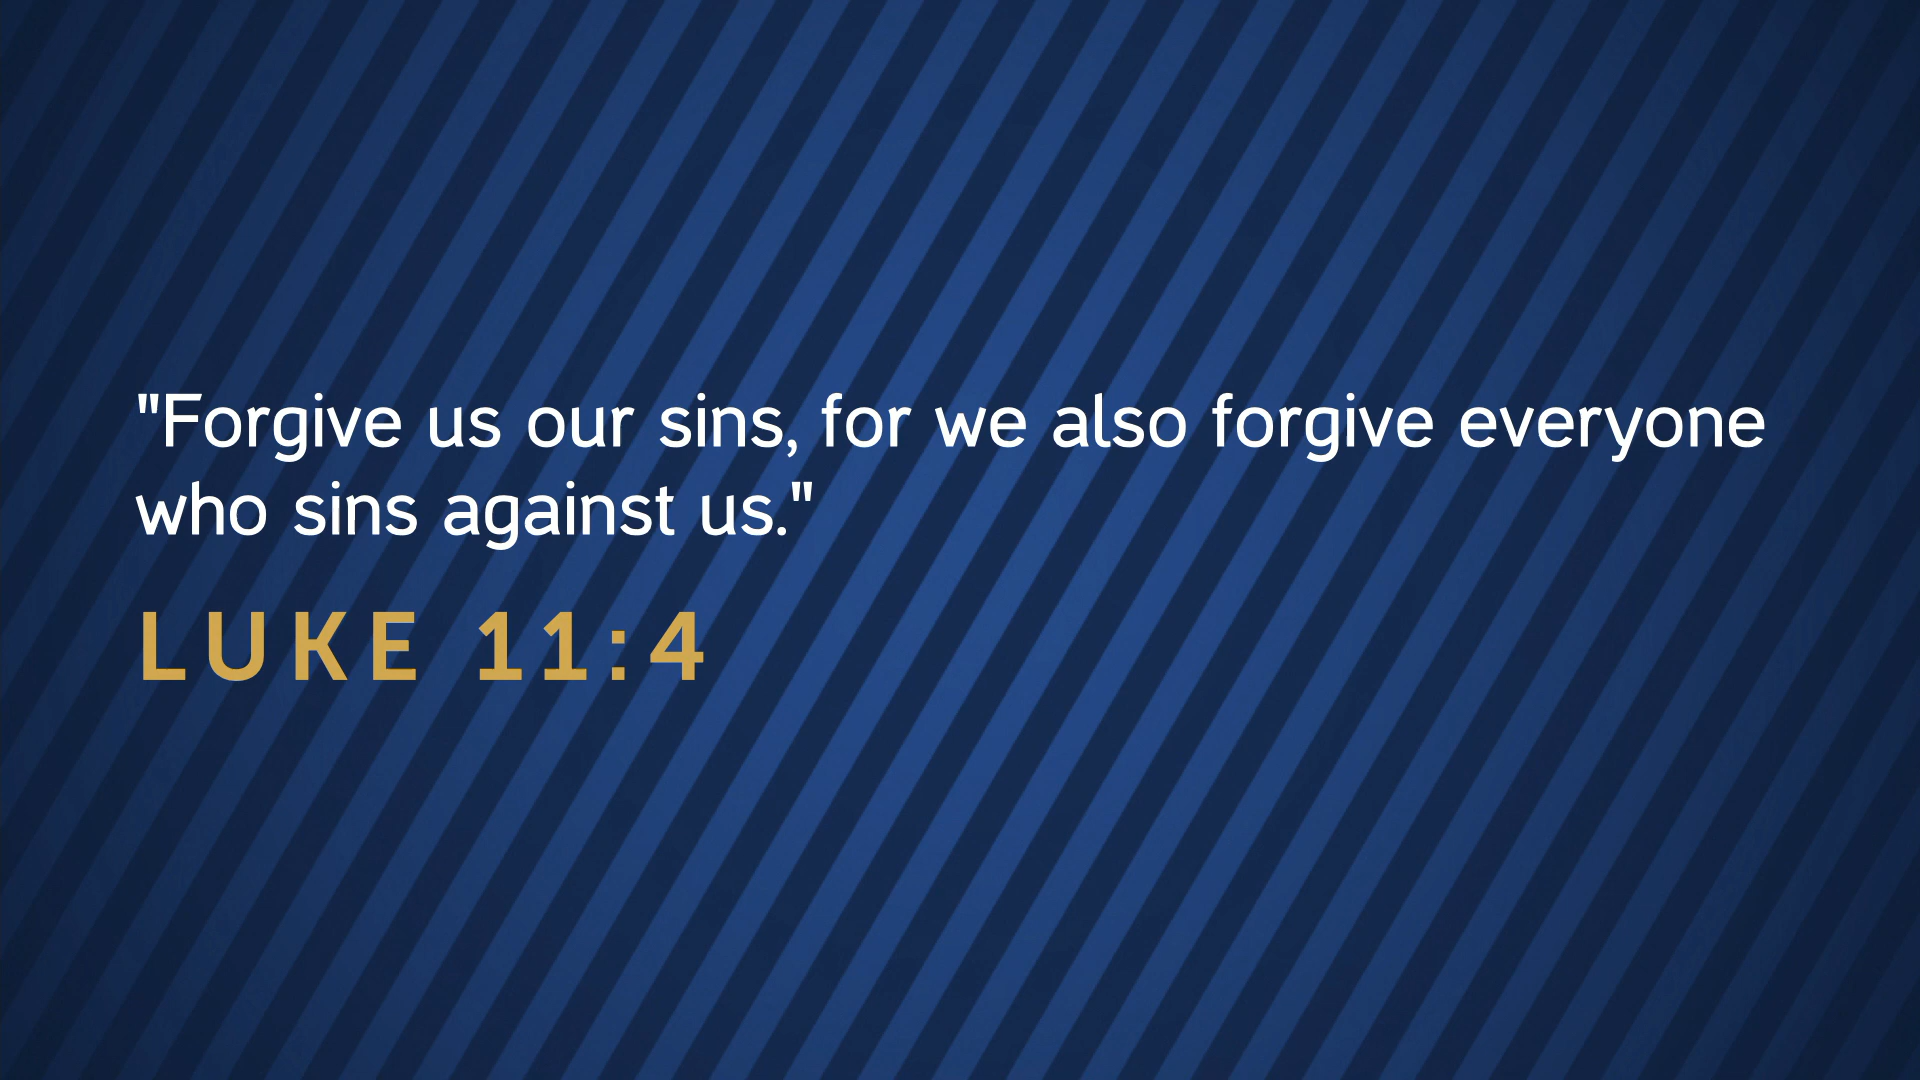 "Forgive us our sins, for we also forgive everyone
who sins against us."
LUKE 11:4